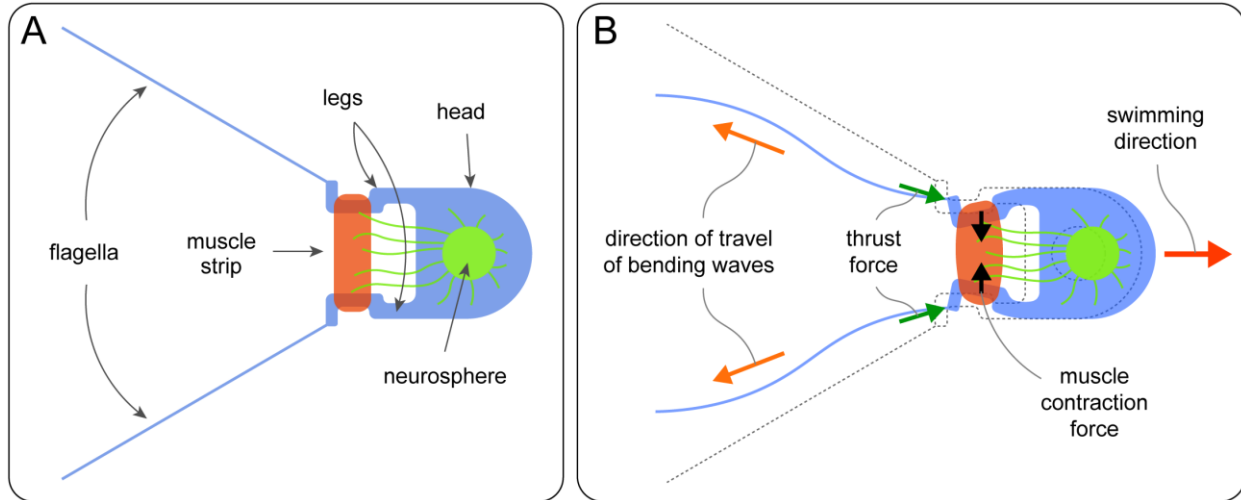 A
legs
head
flagella
muscle
strip
neurosphere
B
swimming
direction
direction of travel
of bending waves
thrust
force
muscle
contraction
force